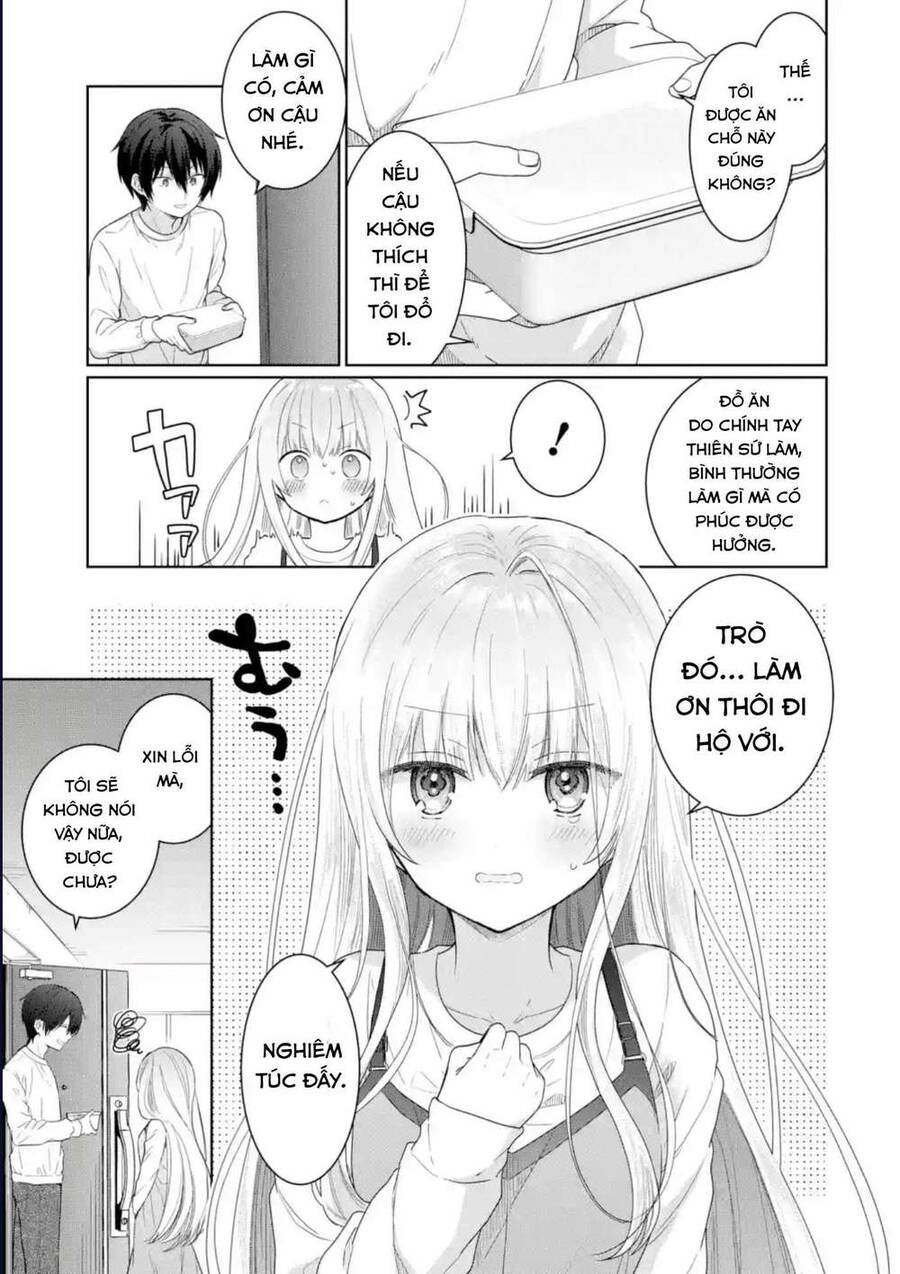 THẾ
...
TÔI
ĐƯỢC ĂN
CHỖ NÀY
ĐÚNG
KHÔNG?
NẾU
CẬU
KHÔNG
THÍCH
THÌ ĐỂ
TÔI ĐỔ
ĐI.
LÀM GÌ
CÓ, CẢM
ƠN CẬU
NHÉ.
ĐỒ ĂN
DO CHÍNH TAY
THIÊN SỨ LÀM,
BÌNH THƯỜNG
LÀM GÌ MÀ CÓ
PHÚC ĐƯỢC
HƯỞNG.
!
カァァ
TRÒ
ĐÓ... LÀM
ƠN THÔI ĐI
HỘ VỚI.
むぅ...
NGHIÊM
TÚC ĐẤY.
XIN LỖI
MÀ,
TÔI SẼ
KHÔNG NÓI
VẬY NỮA,
ĐƯỢC
CHƯA?